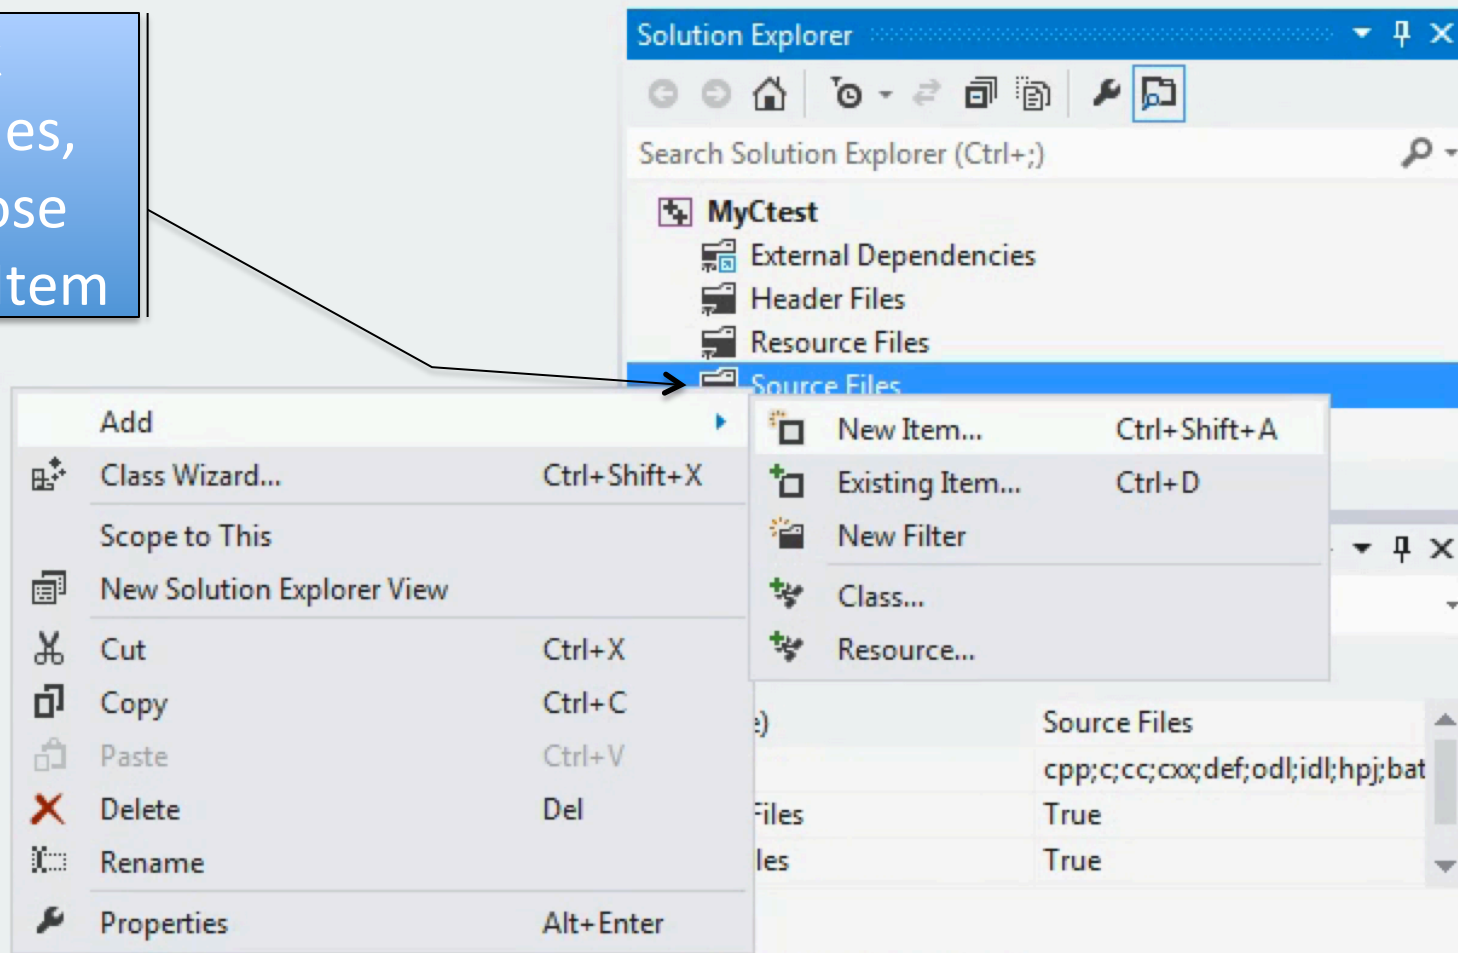 es,
ose
Item
Solution Explorer
Search Solution Explorer (Ctrl+;)
MyCtest
External Dependencies
Header Files
Resource Files
Source Files
Add
Class Wizard... Ctrl+Shift+X
Scope to This
New Solution Explorer View
Cut Ctrl+X
Copy Ctrl+C
Paste Ctrl+V
Delete Del
Rename
Properties Alt+Enter
New Item... Ctrl+Shift+A
Existing Item... Ctrl+D
New Filter
Class...
Resource...
e) Source Files
cpp;c;cc;cxx;def;odl;idl;hpj;bat
Files True
les True